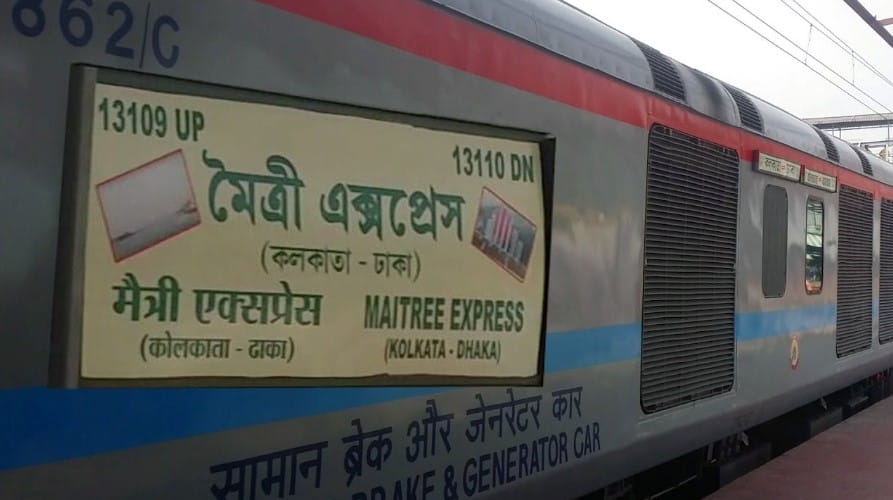 862/C
13109 UP
13110 DN
মৈত্রী এক্সপ্রেস
(কলকাতা - ঢাকা)
मैत्री एक्सप्रेस
(कोलकाता - ढाका)
MAITREE EXPRESS
(KOLKATA - DHAKA)
सामान ब्रेक और जेनरेटर कार
BRAKE & GENERATOR CAR